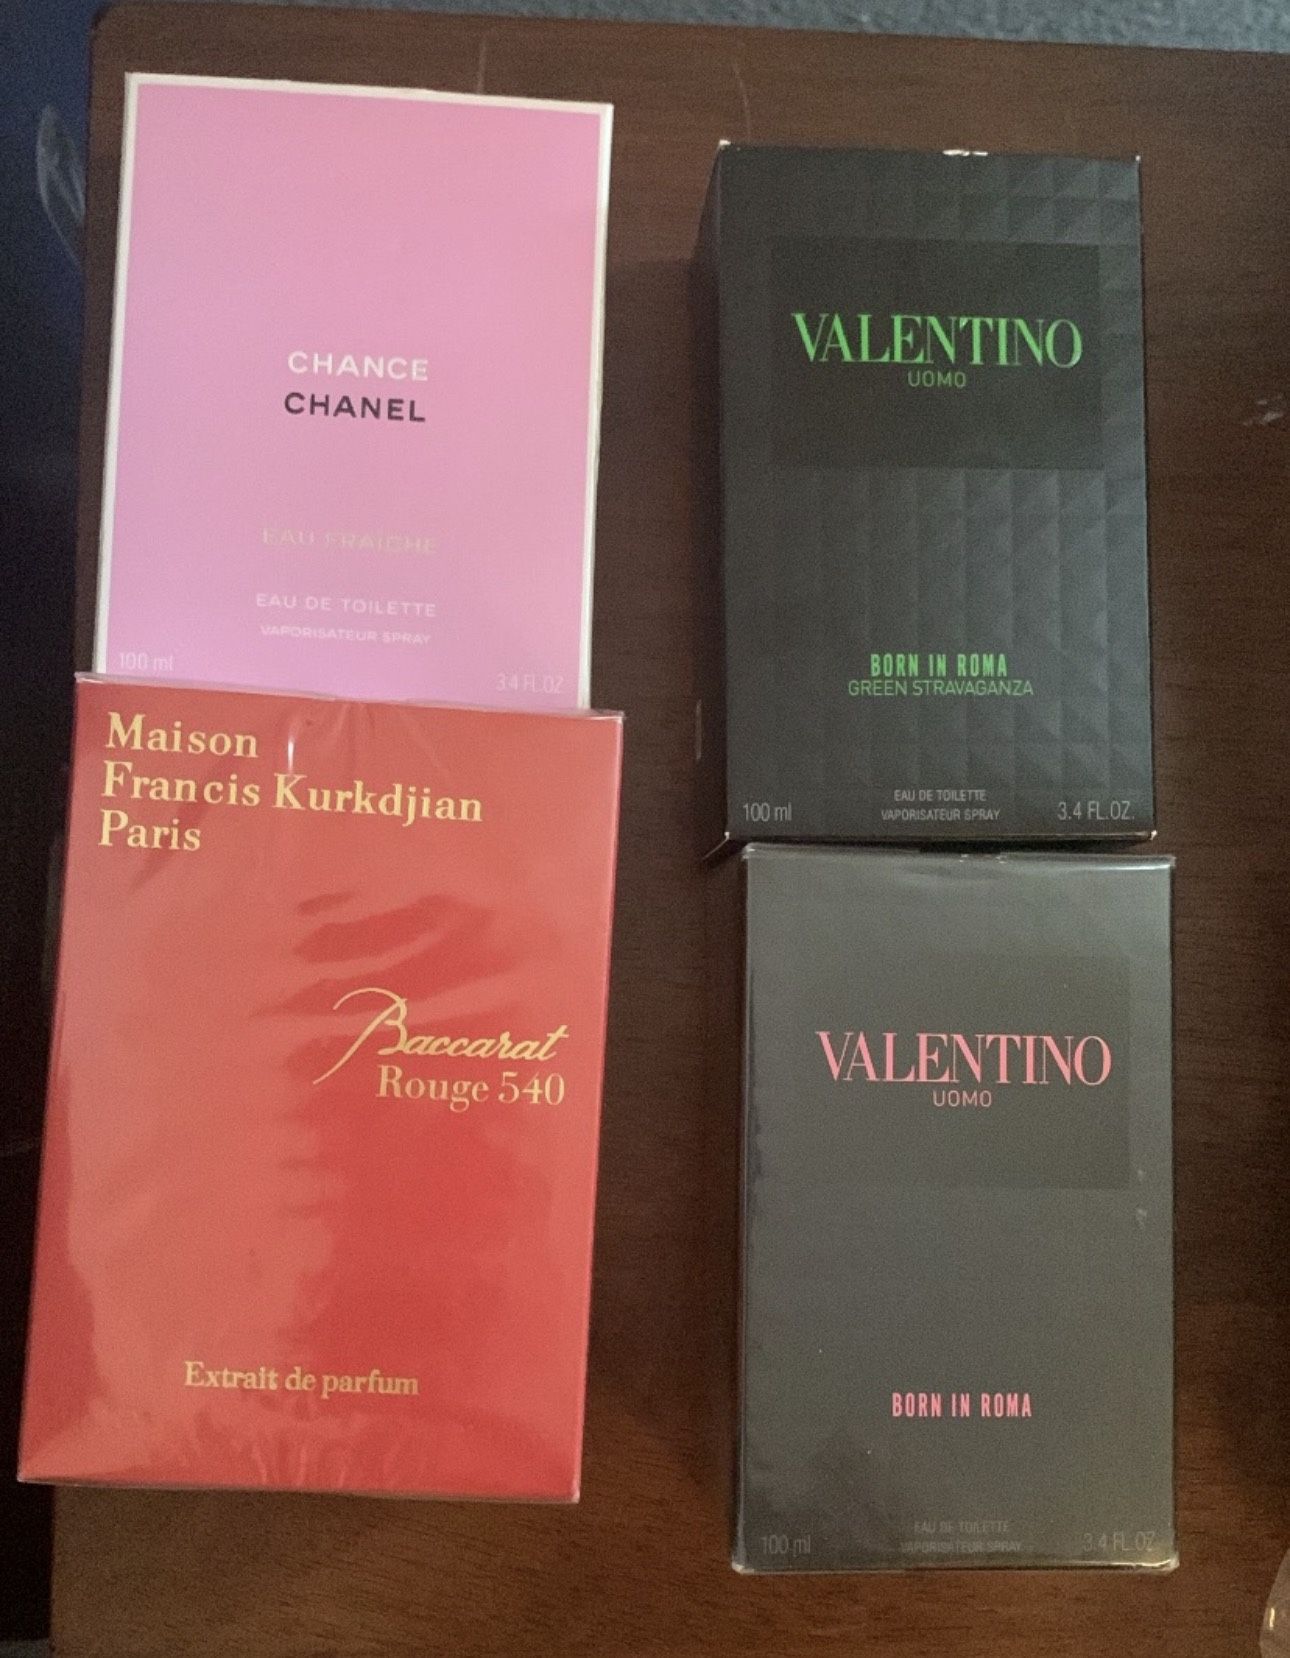 CHANCE
CHANEL
EAU FRAÎCHE
EAU DE TOILETTE
VAPORISATEUR SPRAY
100 ml
3.4 FL.OZ
VALENTINO
UOMO
BORN IN ROMA
GREEN STRAVAGANZA
EAU DE TOILETTE
100 ml
VAPORISATEUR SPRAY
3.4 FL.OZ.
Maison
Francis Kurkdjian
Paris
Baccarat
Rouge 540
Extrait de parfum
VALENTINO
UOMO
BORN IN ROMA
EAU DE TOILETTE
100 ml
VAPORISATEUR SPRAY
3.4 FL.OZ